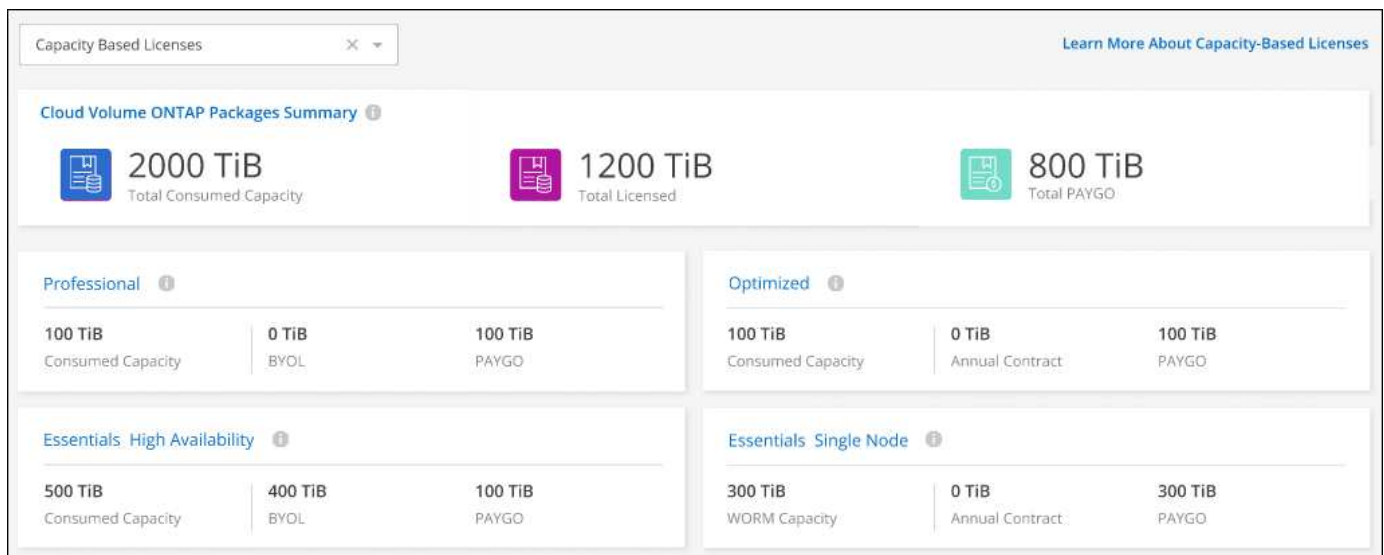 Capacity Based Licenses
Learn More About Capacity-Based Licenses
Cloud Volume ONTAP Packages Summary
2000 TiB
Total Consumed Capacity
1200 TiB
Total Licensed
800 TiB
Total PAYGO
Professional
100 TiB
Consumed Capacity
0 TiB
BYOL
100 TiB
PAYGO
Optimized
100 TiB
Consumed Capacity
0 TiB
Annual Contract
100 TiB
PAYGO
Essentials High Availability
500 TiB
Consumed Capacity
400 TiB
BYOL
100 TiB
PAYGO
Essentials Single Node
300 TiB
WORM Capacity
0 TiB
Annual Contract
300 TiB
PAYGO